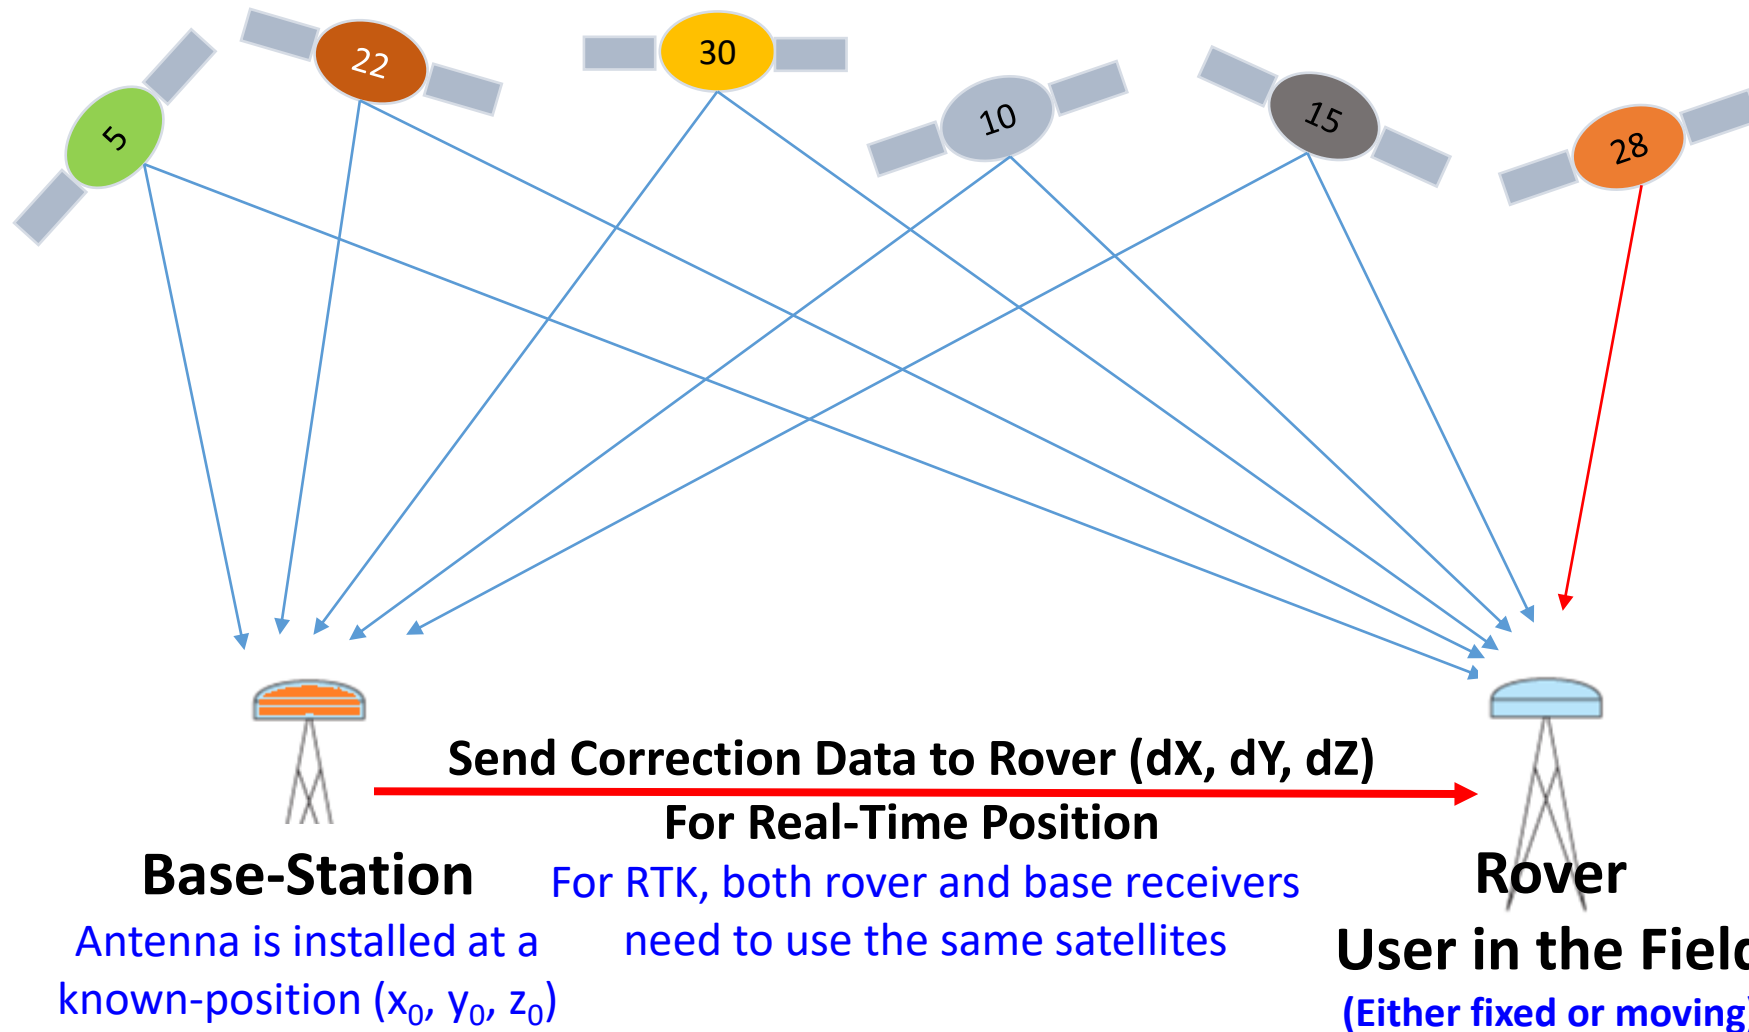 5
22
30
10
15
28
Send Correction Data to Rover (dX, dY, dZ)
For Real-Time Position
Base-Station
Antenna is installed at a
known-position (x₀, y₀, z₀)
For RTK, both rover and base receivers
need to use the same satellites
Rover
User in the Field
(Either fixed or moving)